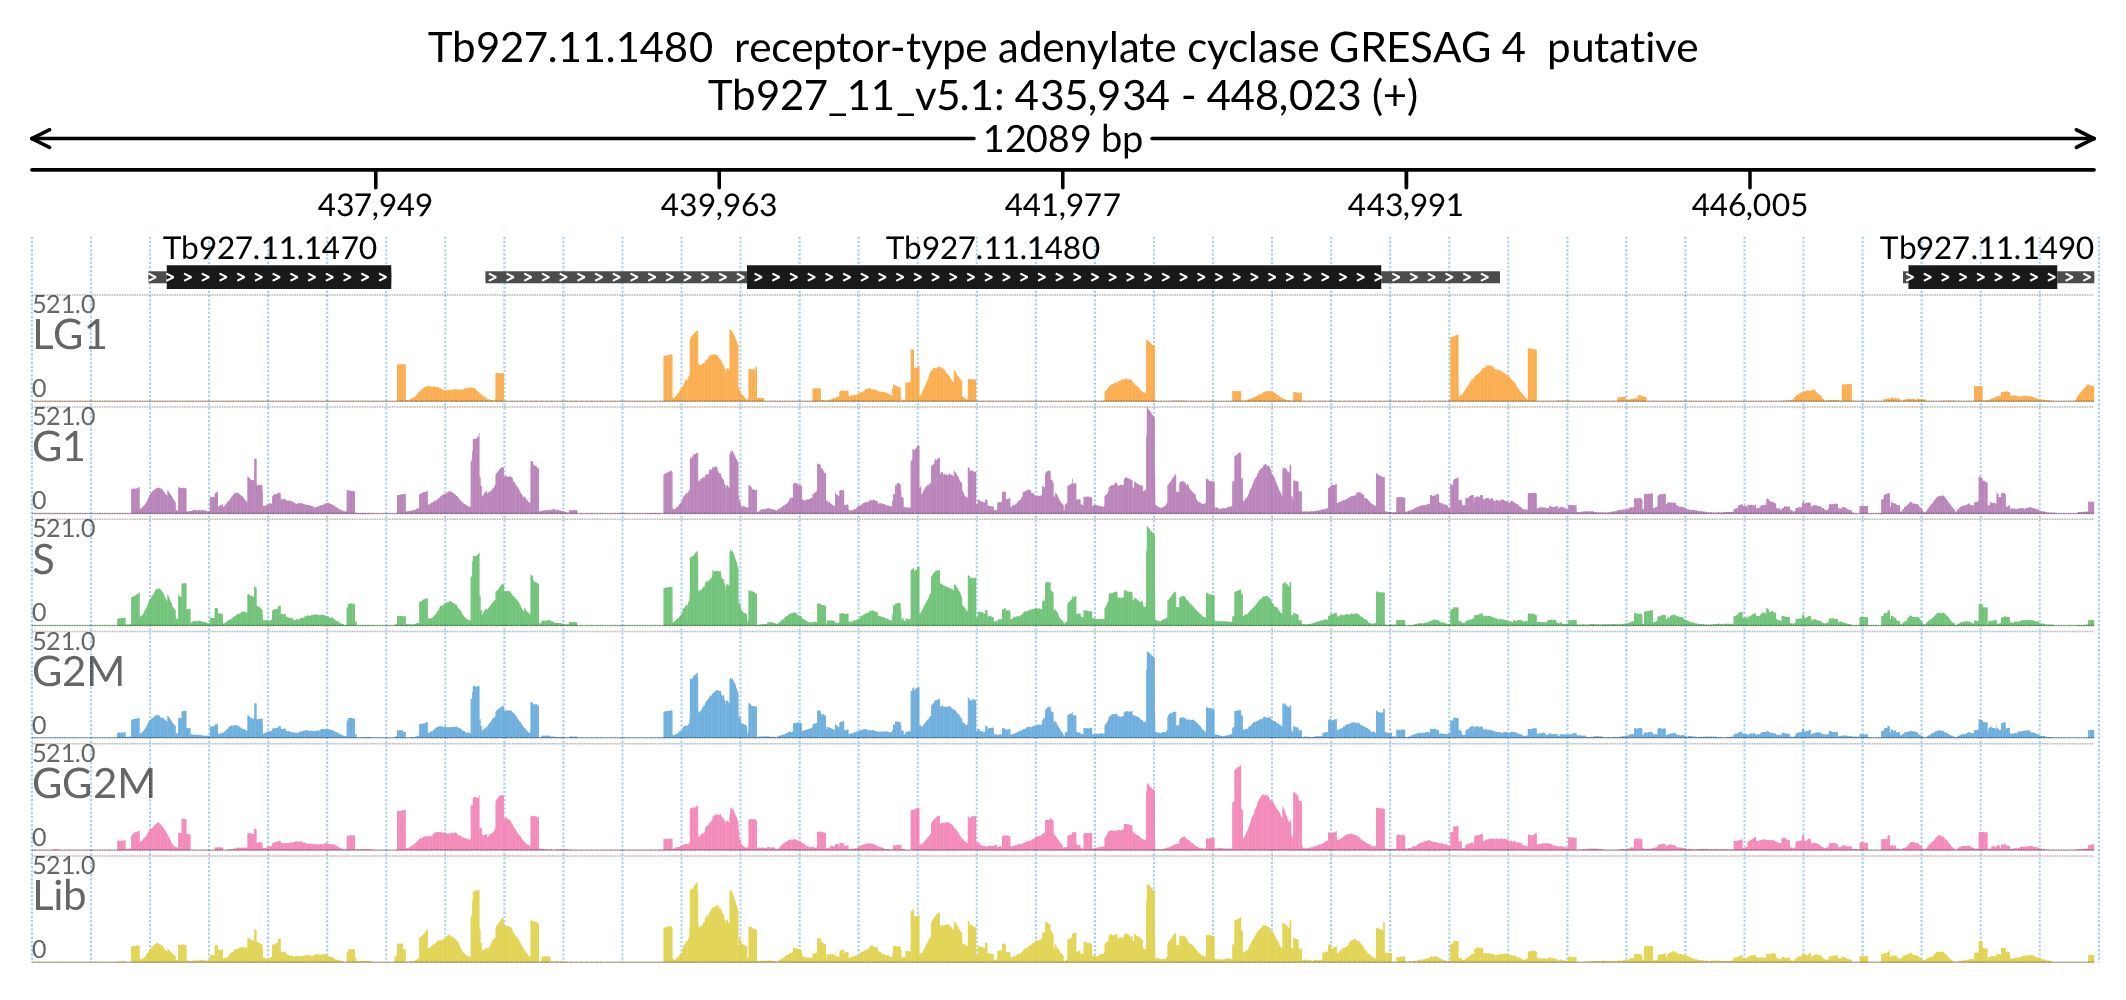 Tb927.11.1480 receptor-type adenylate cyclase GRESAG 4 putative
Tb927_11_v5.1: 435,934 - 448,023 (+)
12089 bp
437,949 439,963 441,977 443,991 446,005
Tb927.11.1470 Tb927.11.1480 Tb927.11.1490
521.0
LG1
0
521.0
G1
0
521.0
S
0
521.0
G2M
0
521.0
GG2M
0
521.0
Lib
0